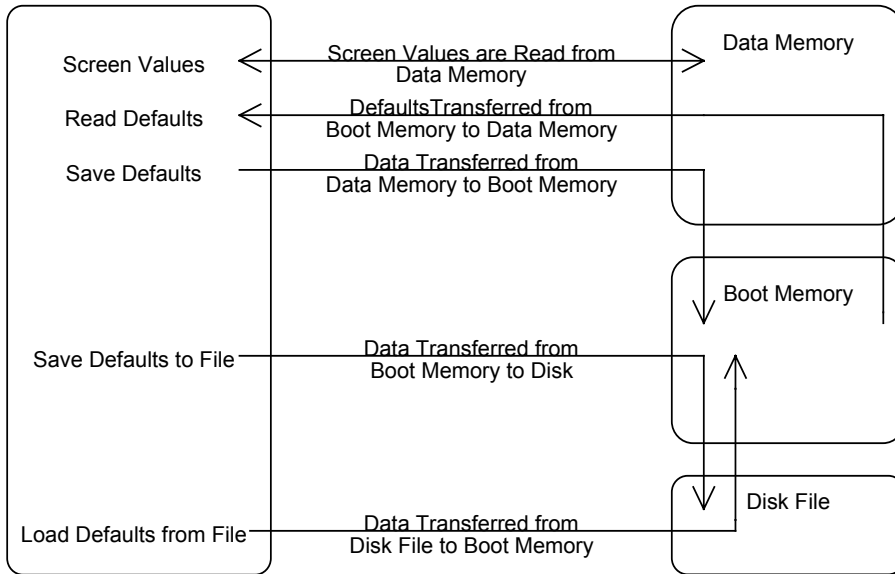 Screen Values
Screen Values are Read from
Data Memory
Data Memory
Read Defaults
DefaultsTransferred from
Boot Memory to Data Memory
Save Defaults
Data Transferred from
Data Memory to Boot Memory
Boot Memory
Save Defaults to File
Data Transferred from
Boot Memory to Disk
Disk File
Load Defaults from File
Data Transferred from
Disk File to Boot Memory